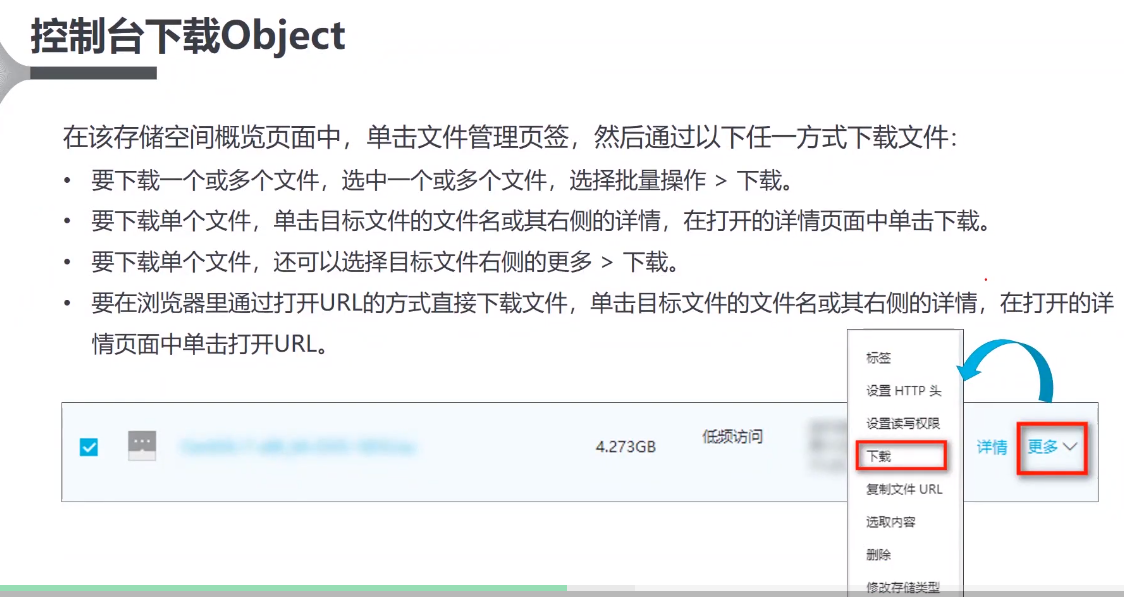 控制台下载Object
在该存储空间概览页面中，单击文件管理页签，然后通过以下任一方式下载文件：
• 要下载一个或多个文件，选中一个或多个文件，选择批量操作 > 下载。
• 要下载单个文件，单击目标文件的文件名或其右侧的详情，在打开的详情页面中单击下载。
• 要下载单个文件，还可以选择目标文件右侧的更多 > 下载。
• 要在浏览器里通过打开URL的方式直接下载文件，单击目标文件的文件名或其右侧的详情，在打开的详
情页面中单击打开URL。
标签
设置 HTTP 头
设置读写权限
下载
复制文件 URL
选取内容
删除
修改存储类型
4.273GB
低频访问
详情
更多